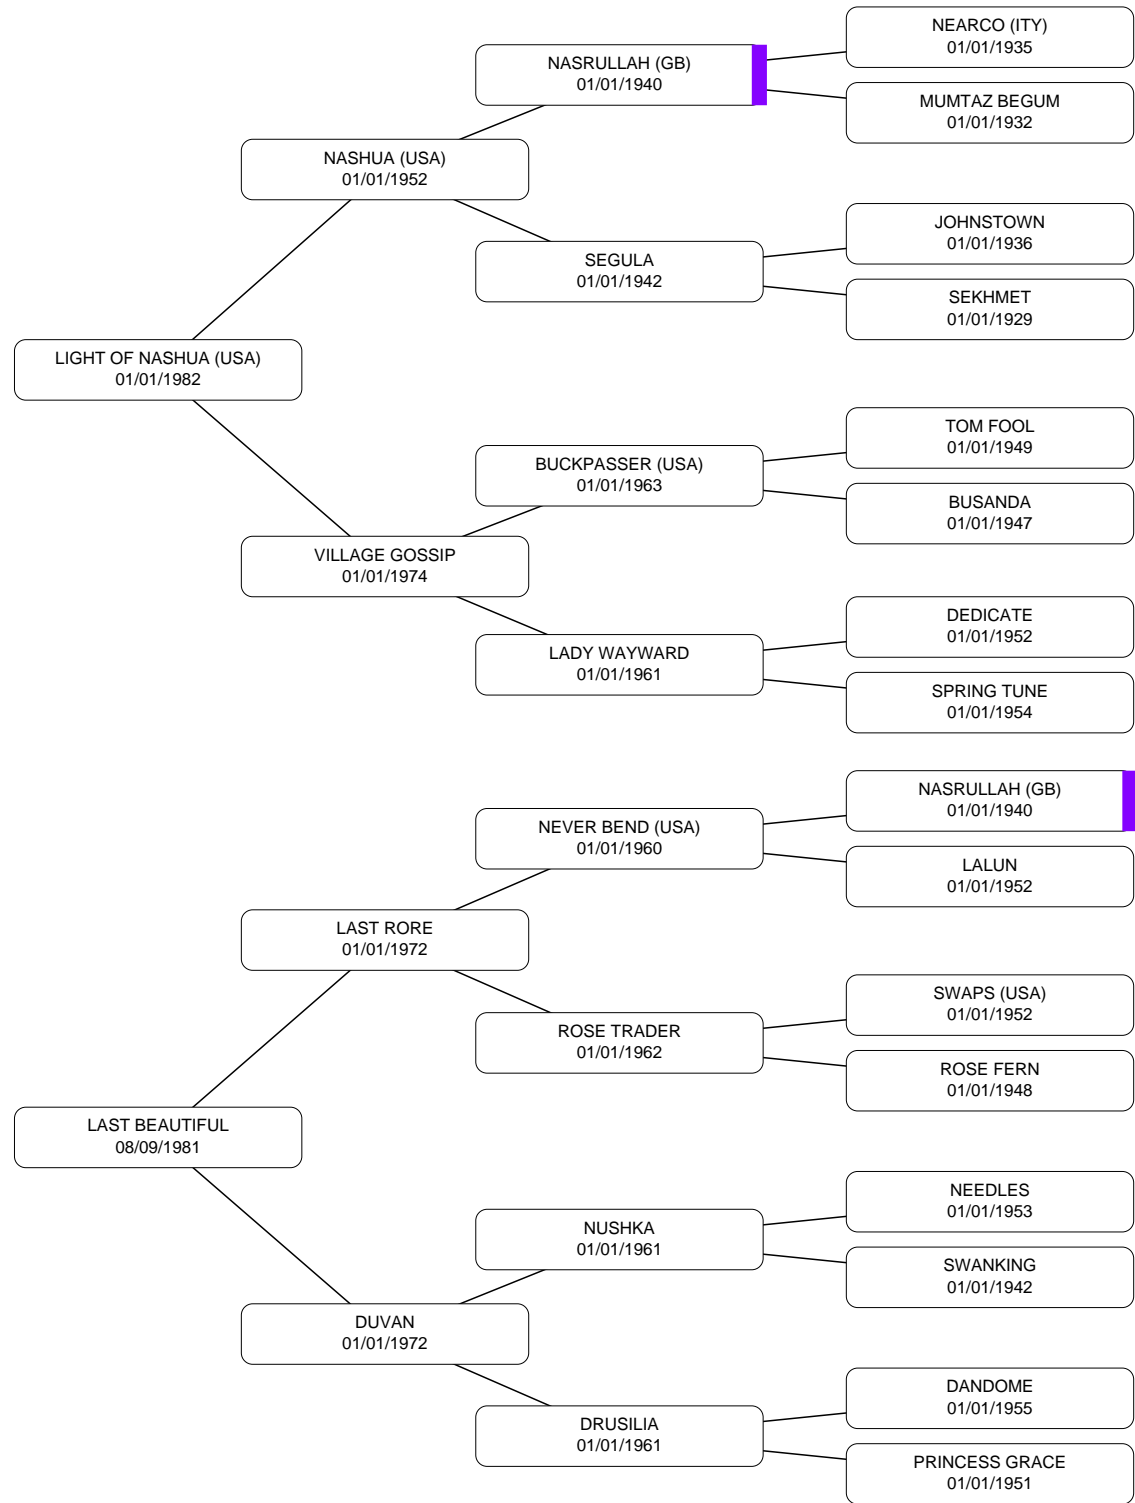 NEARCO (ITY)
01/01/1935
NASRULLAH (GB)
01/01/1940
MUMTAZ BEGUM
01/01/1932
NASHUA (USA)
01/01/1952
JOHNSTOWN
01/01/1936
SEGULA
01/01/1942
SEKHMET
01/01/1929
LIGHT OF NASHUA (USA)
01/01/1982
TOM FOOL
01/01/1949
BUCKPASSER (USA)
01/01/1963
BUSANDA
01/01/1947
VILLAGE GOSSIP
01/01/1974
DEDICATE
01/01/1952
LADY WAYWARD
01/01/1961
SPRING TUNE
01/01/1954
NASRULLAH (GB)
01/01/1940
NEVER BEND (USA)
01/01/1960
LALUN
01/01/1952
LAST RORE
01/01/1972
SWAPS (USA)
01/01/1952
ROSE TRADER
01/01/1962
ROSE FERN
01/01/1948
LAST BEAUTIFUL
08/09/1981
NEEDLES
01/01/1953
NUSHKA
01/01/1961
SWANKING
01/01/1942
DUVAN
01/01/1972
DANDOME
01/01/1955
DRUSILIA
01/01/1961
PRINCESS GRACE
01/01/1951